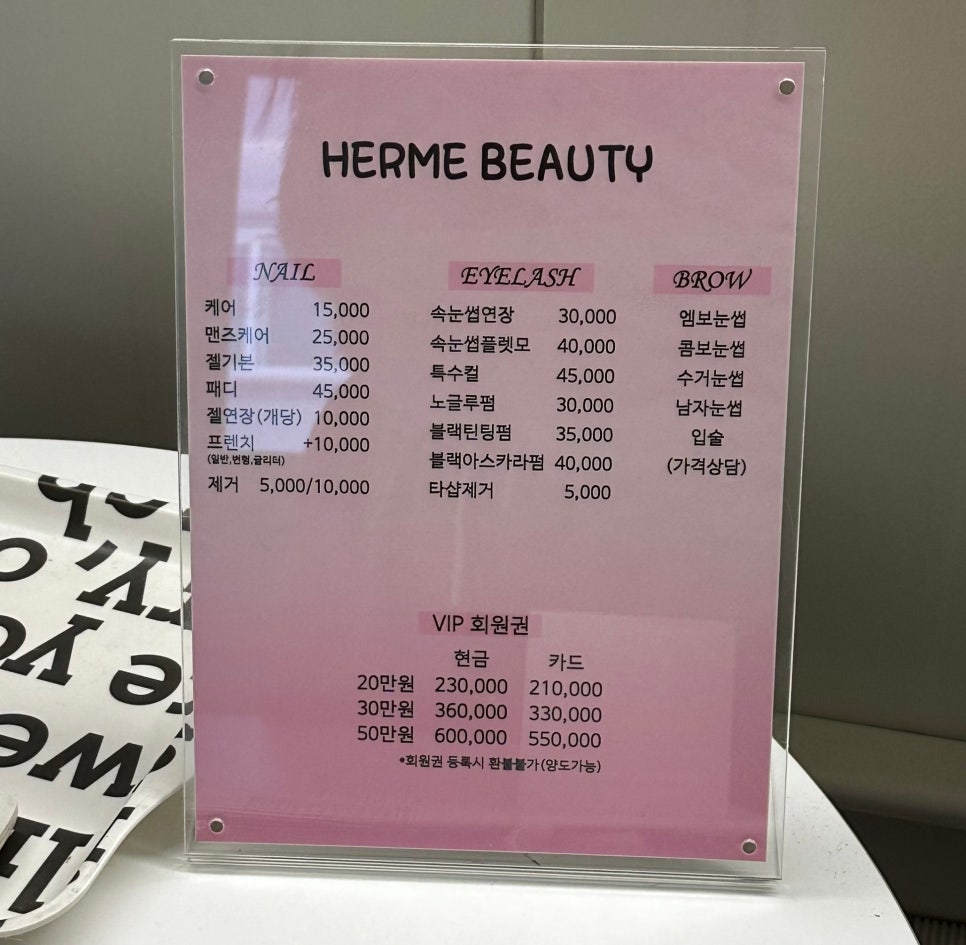 HERME BEAUTY
NAIL
케어 15,000
맨즈케어 25,000
젤기본 35,000
패디 45,000
젤연장(개당) 10,000
프렌치 +10,000
(일반,변형,글리터)
제거 5,000/10,000
EYELASH
속눈썹연장 30,000
속눈썹플렛모 40,000
특수컬 45,000
노글루펌 30,000
블랙틴팅펌 35,000
블랙아스카라펌 40,000
타샵제거 5,000
BROW
엠보눈썹
콤보눈썹
수거눈썹
남자눈썹
입술
(가격상담)
VIP 회원권
현금 카드
20만원 230,000 210,000
30만원 360,000 330,000
50만원 600,000 550,000
*회원권 등록시 환불불가(양도가능)
we